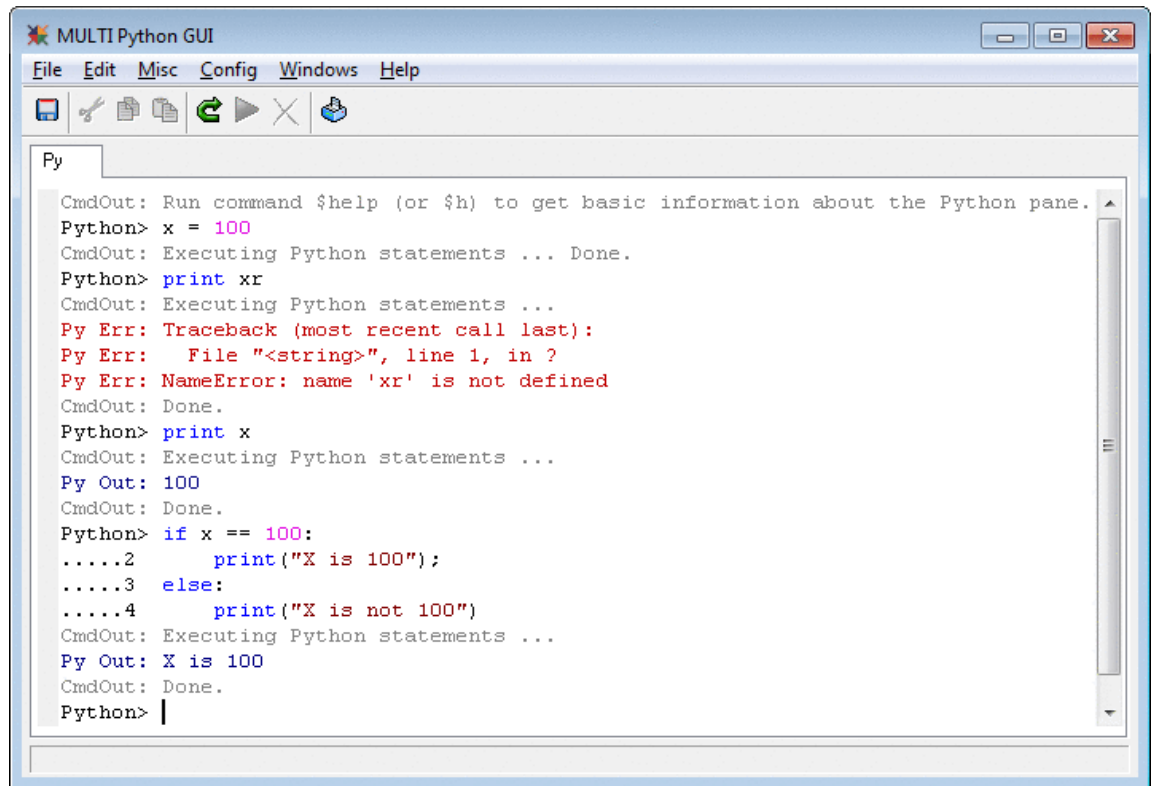 MULTI Python GUI
File Edit Misc Config Windows Help
Py
CmdOut: Run command $help (or $h) to get basic information about the Python pane.
Python> x = 100
CmdOut: Executing Python statements ... Done.
Python> print xr
CmdOut: Executing Python statements ...
Py Err: Traceback (most recent call last):
Py Err:   File "<string>", line 1, in ?
Py Err: NameError: name 'xr' is not defined
CmdOut: Done.
Python> print x
CmdOut: Executing Python statements ...
Py Out: 100
CmdOut: Done.
Python> if x == 100:
.....2      print("X is 100");
.....3  else:
.....4      print("X is not 100")
CmdOut: Executing Python statements ...
Py Out: X is 100
CmdOut: Done.
Python>